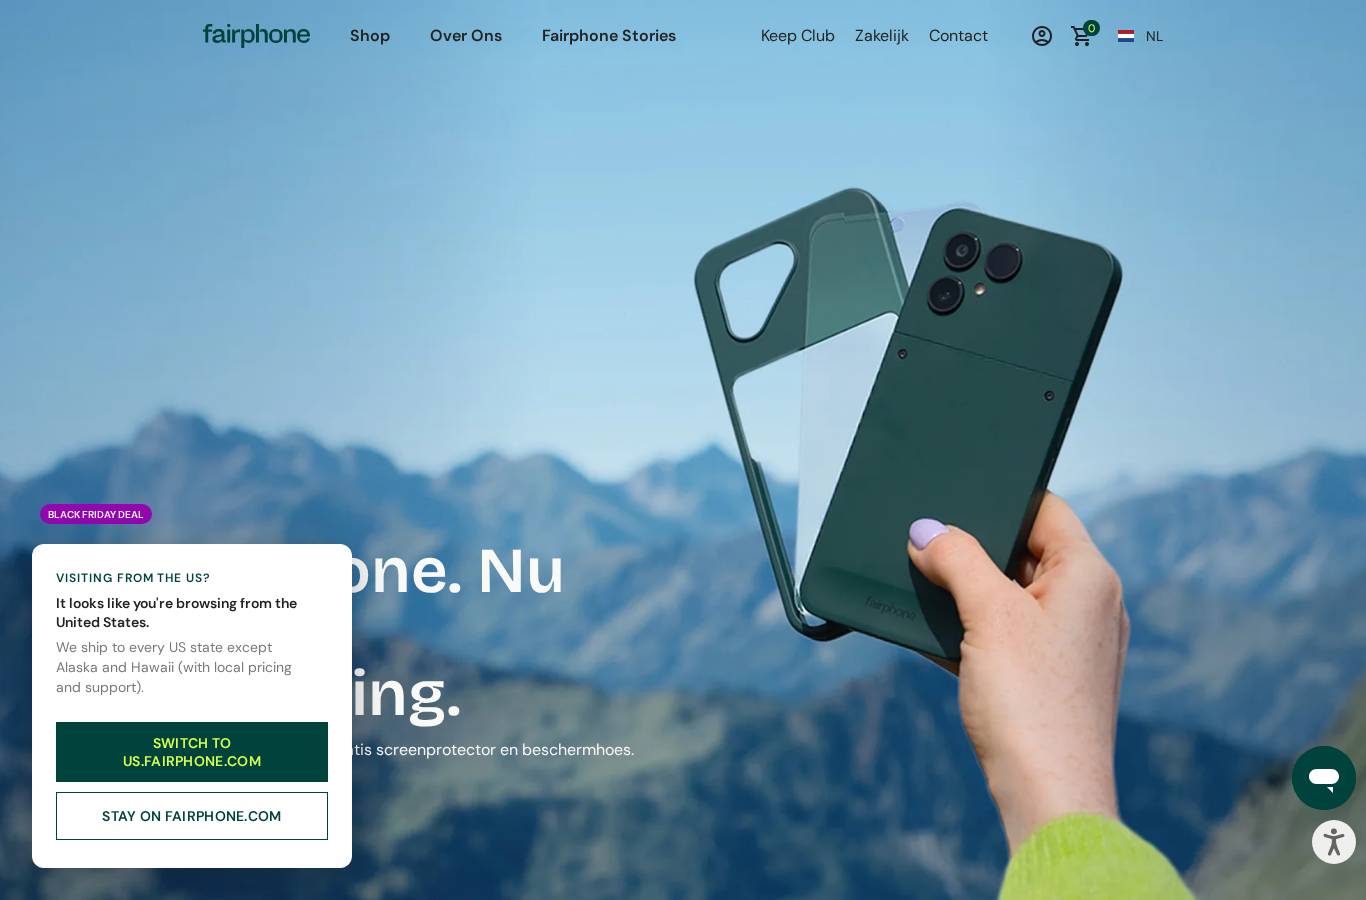 fairphone
Shop
Over Ons
Fairphone Stories
Keep Club
Zakelijk
Contact
0
NL
BLACK FRIDAY DEAL
one. Nu
VISITING FROM THE US?
It looks like you're browsing from the
United States.
We ship to every US state except
Alaska and Hawaii (with local pricing
and support).
ing.
SWITCH TO
US.FAIRPHONE.COM
screenprotector en beschermhoes.
STAY ON FAIRPHONE.COM
fairphone